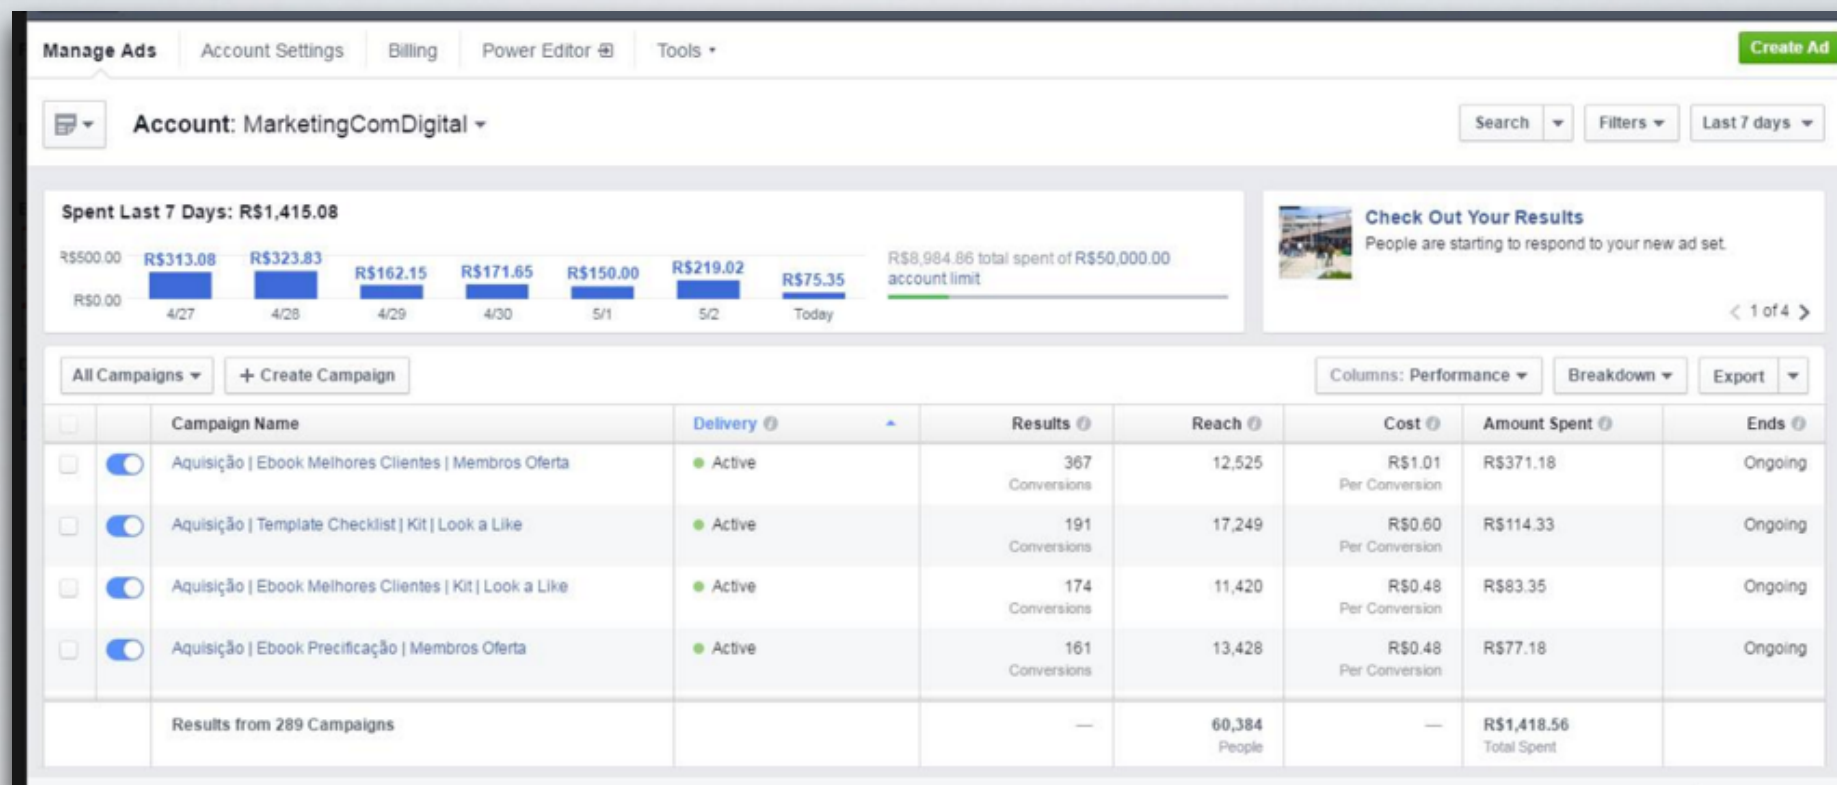 Manage Ads Account Settings Billing Power Editor Tools Create Ad
Account: MarketingComDigital Search Filters Last 7 days
Spent Last 7 Days: R$1,415.08
R$500.00 R$313.08 R$323.83 R$162.15 R$171.65 R$150.00 R$219.02 R$75.35
R$0.00
4/27 4/28 4/29 4/30 5/1 5/2 Today
R$8,984.86 total spent of R$50,000.00
account limit
Check Out Your Results
People are starting to respond to your new ad set.
1 of 4
All Campaigns + Create Campaign Columns: Performance Breakdown Export
Campaign Name Delivery Results Reach Cost Amount Spent Ends
Aquisição | Ebook Melhores Clientes | Membros Oferta Active 367 12,525 R$1.01 R$371.18 Ongoing
Conversions Per Conversion
Aquisição | Template Checklist | Kit | Look a Like Active 191 17,249 R$0.60 R$114.33 Ongoing
Conversions Per Conversion
Aquisição | Ebook Melhores Clientes | Kit | Look a Like Active 174 11,420 R$0.48 R$83.35 Ongoing
Conversions Per Conversion
Aquisição | Ebook Precificação | Membros Oferta Active 161 13,428 R$0.48 R$77.18 Ongoing
Conversions Per Conversion
Results from 289 Campaigns — 60,384 — R$1,418.56
People Total Spent